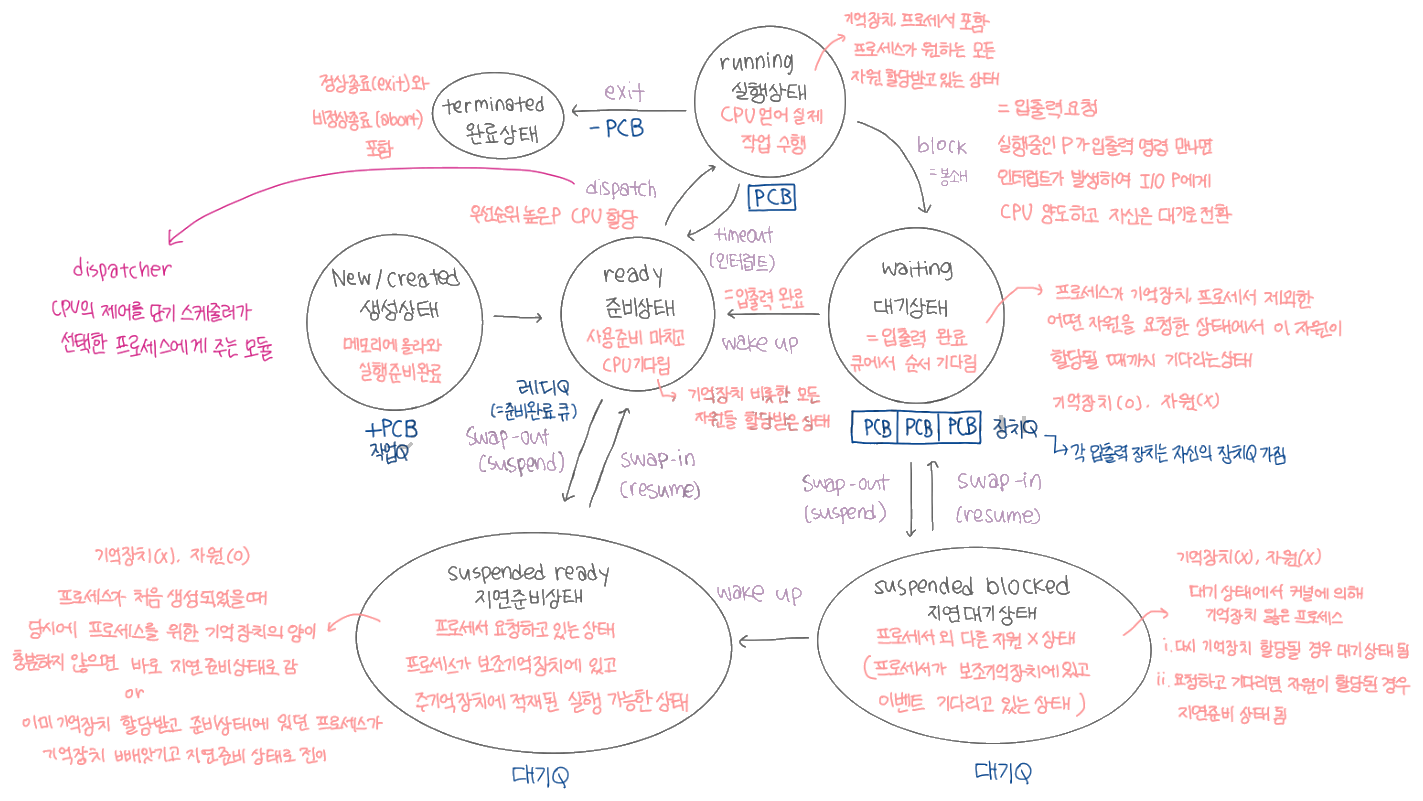 running
실행상태
CPU 얻어 실제
작업 수행
기억장치, 프로세서 포함
프로세스가 원하는 모든
자원 할당받고 있는 상태
정상종료(exit)와
비정상종료 (abort)
포함
terminated
완료상태
exit
- PCB
PCB
block
= 봉쇄
= 입출력 요청
실행중인 P가 입출력 명령 만나면
인터럽트가 발생하여 I/O P에게
CPU 양도하고 자신은 대기로 전환
dispatch
우선순위 높은 P CPU 할당
timeout
(인터럽트)
dispatcher
CPU의 제어를 단기 스케줄러가
선택한 프로세스에게 주는 모듈
New/created
생성상태
메모리에 올라와
실행준비완료
+PCB
작업Q
ready
준비상태
사용준비 마치고
CPU기다림
기억장치 비롯한 모든
자원들 할당받은 상태
레디Q
(=준비완료 큐)
= 입출력 완료
wake up
waiting
대기상태
= 입출력 완료
큐에서 순서 기다림
프로세스가 기억장치, 프로세서 제외한
어떤 자원을 요청한 상태에서 이 자원이
할당될 때까지 기다리는상태
기억장치(O), 자원(X)
PCB PCB PCB 장치Q
각 입출력 장치는 자신의 장치Q 가짐
swap-out
(suspend)
swap-in
(resume)
swap-out
(suspend)
swap-in
(resume)
suspended ready
지연준비상태
프로세서 요청하고 있는 상태
프로세스가 보조기억장치에 있고
주기억장치에 적재된 실행 가능한 상태
대기Q
기억장치(X), 자원(O)
프로세스가 처음 생성되었을때
당시에 프로세스를 위한 기억장치의 양이
충분하지 않으면 바로 지연준비상태로 감
or
이미 기억장치 할당받고 준비상태에 있던 프로세스가
기억장치 빼앗기고 지연준비 상태로 전이
wake up
suspended blocked
지연대기상태
프로세서 외 다른 자원 X 상태
(프로세서가 보조기억장치에 있고
이벤트 기다리고 있는 상태)
대기Q
기억장치(X), 자원(X)
대기 상태에서 커널에 의해
기억장치 잃은 프로세스
i. 다시 기억장치 할당될 경우 대기상태 됨
ii. 요청하고 기다리면 자원이 할당된 경우
지연준비 상태 됨